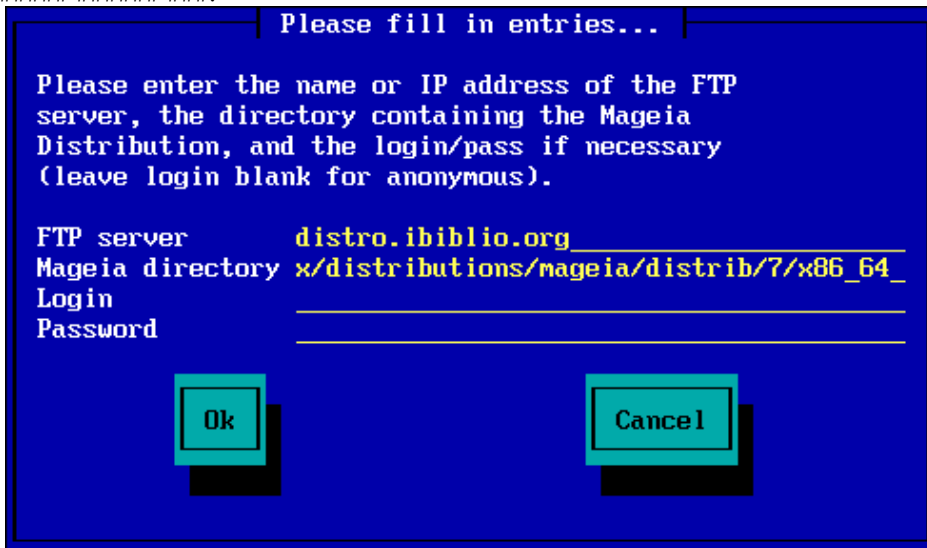 Please fill in entries...
Please enter the name or IP address of the FTP
server, the directory containing the Mageia
Distribution, and the login/pass if necessary
(leave login blank for anonymous).
FTP server distro.ibiblio.org
Mageia directory x/distributions/mageia/distrib/7/x86_64_
Login
Password
Ok Cancel